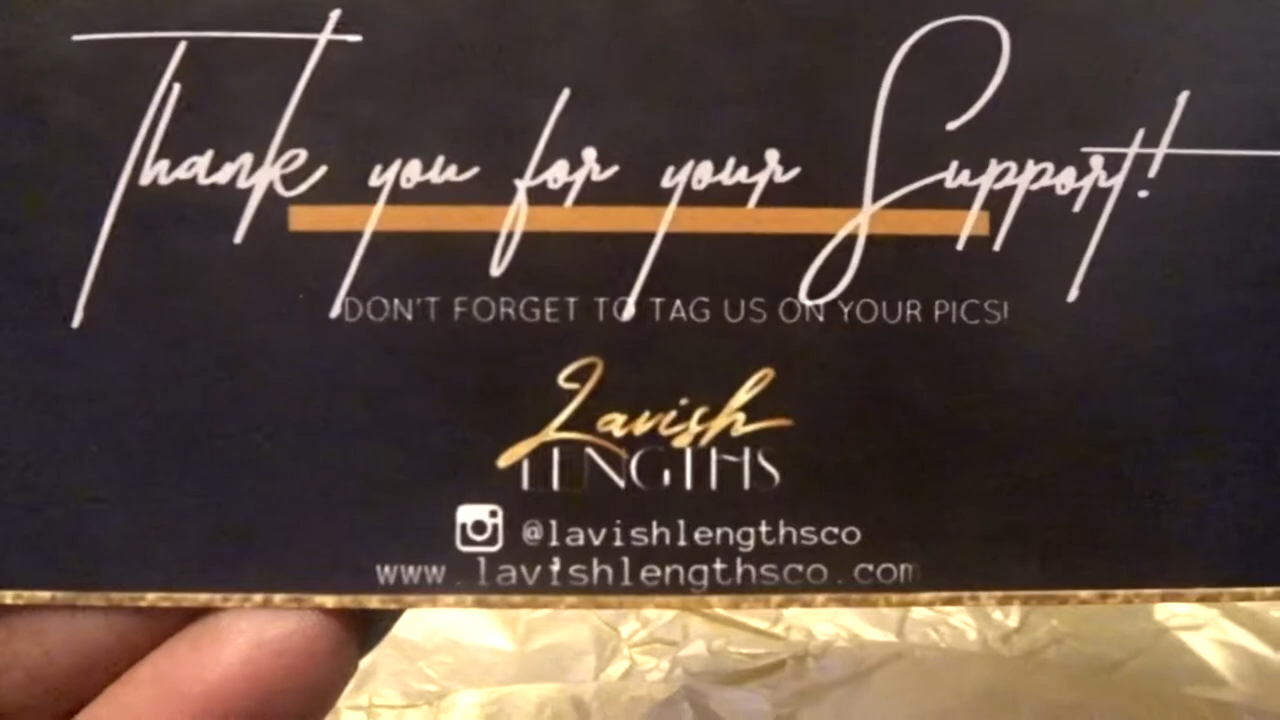 Thank you for your Support!
DON'T FORGET TO TAG US ON YOUR PICS!
Lavish
LENGTHS
@lavishlengthsco
www.lavishlengthsco.com